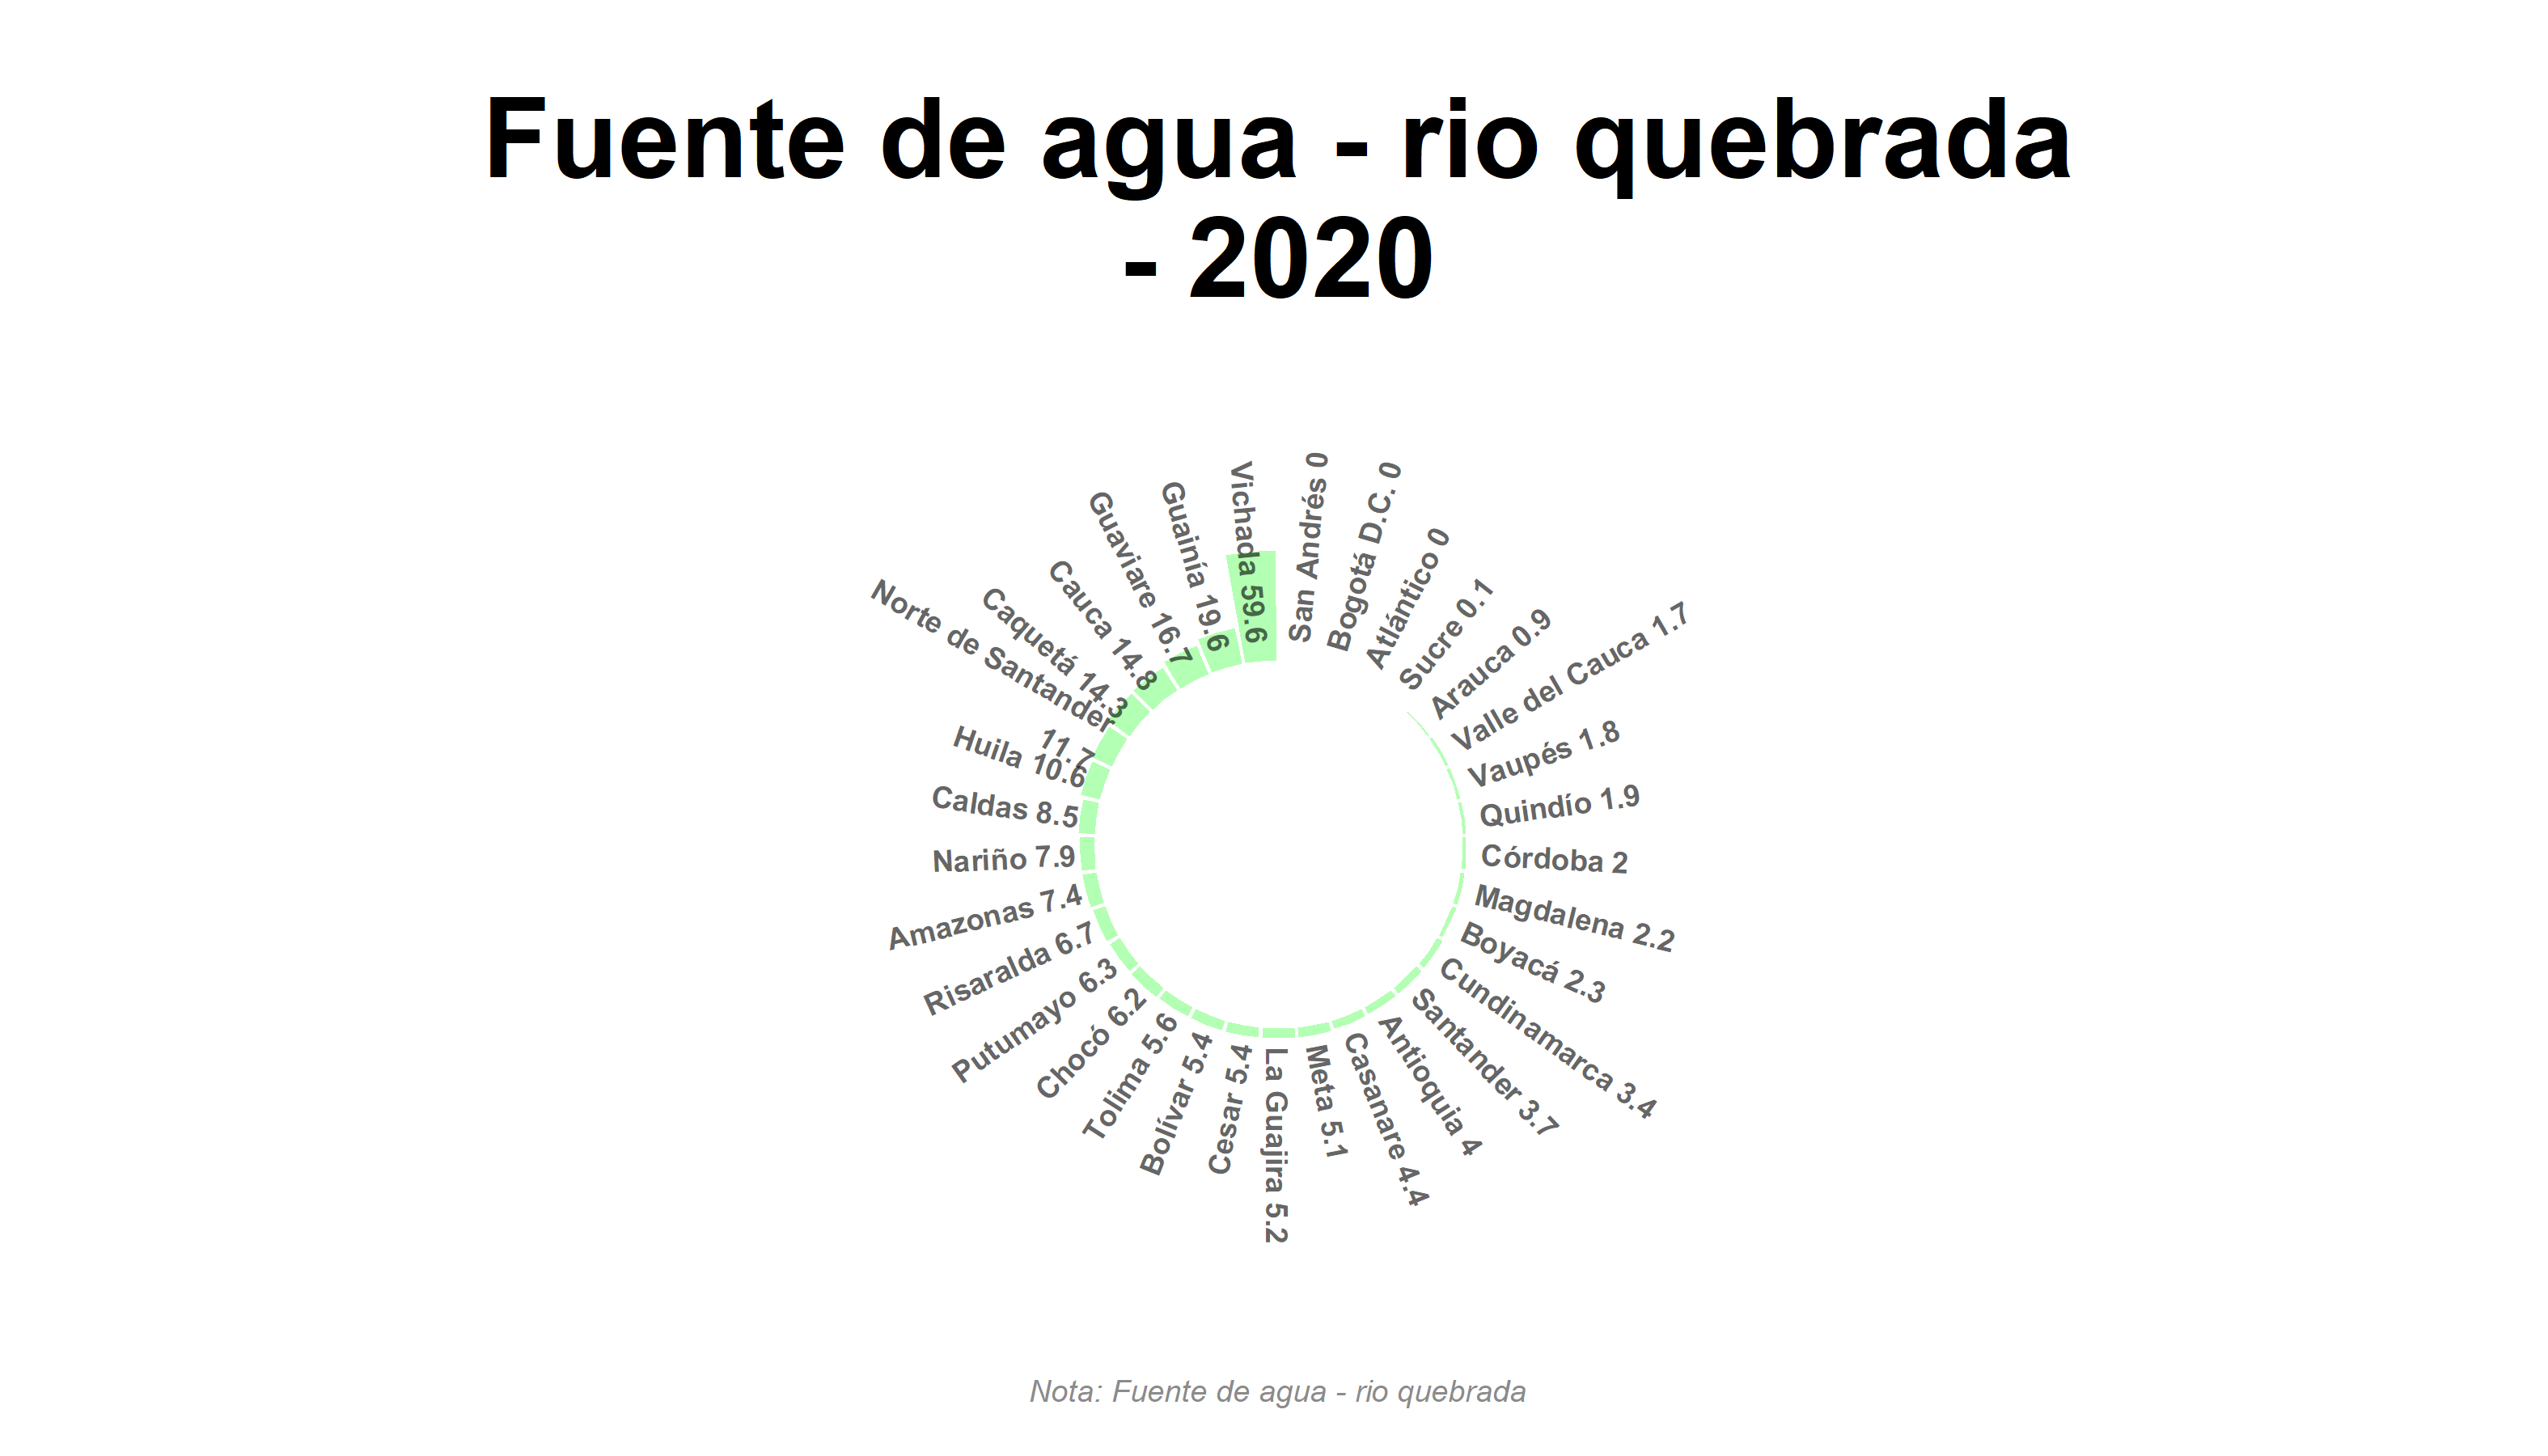 Fuente de agua - rio quebrada
- 2020
San Andrés 0
Bogotá D.C. 0
Atlántico 0
Sucre 0.1
Arauca 0.9
Valle del Cauca 1.7
Vaupés 1.8
Quindío 1.9
Córdoba 2
Magdalena 2.2
Boyacá 2.3
Cundinamarca 3.4
Santander 3.7
Antioquia 4
Casanare 4.4
Meta 5.1
La Guajira 5.2
Cesar 5.4
Bolívar 5.4
Tolima 5.6
Chocó 6.2
Putumayo 6.3
Risaralda 6.7
Amazonas 7.4
Nariño 7.9
Caldas 8.5
Huila 10.6
Norte de Santander
11.7
Caquetá 14.3
Cauca 14.8
Guaviare 16.7
Guainía 19.6
Vichada 59.6
Nota: Fuente de agua - rio quebrada